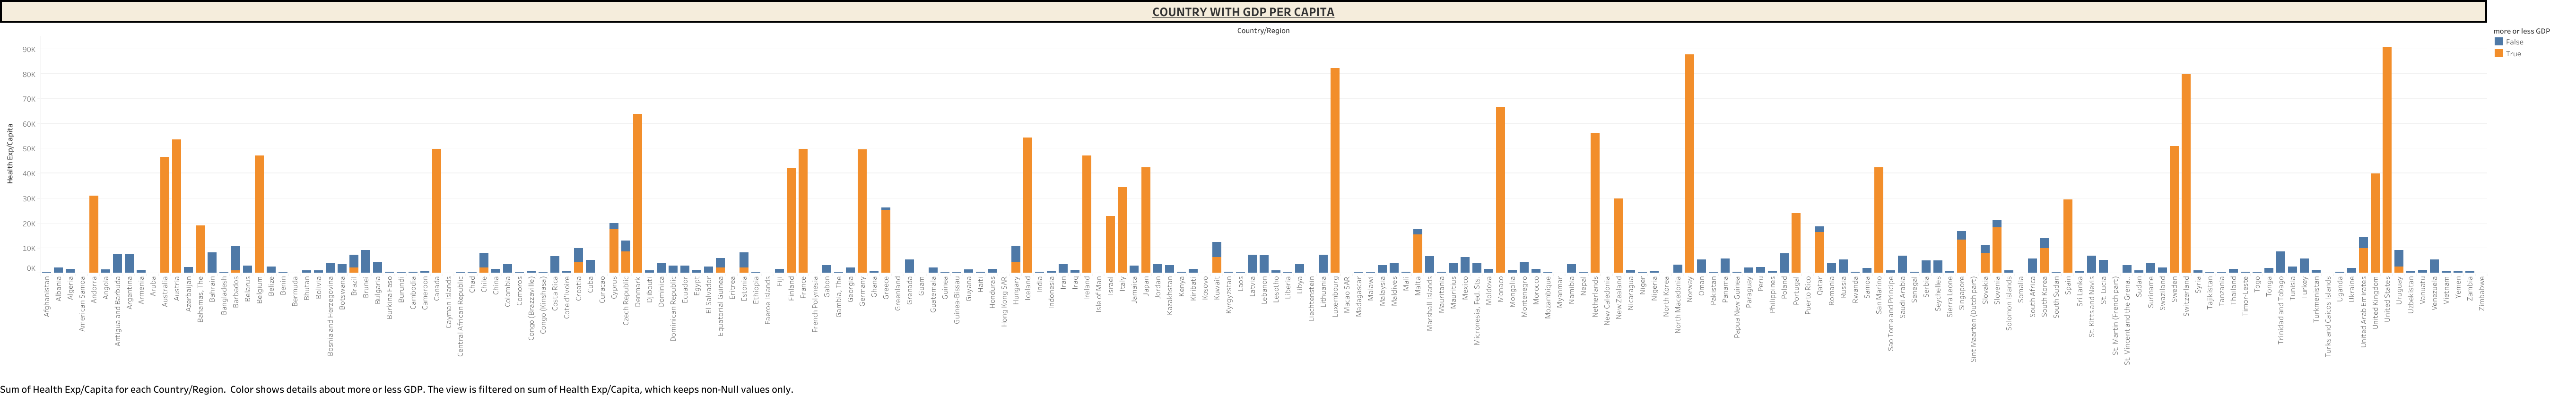 COUNTRY WITH GDP PER CAPITA
Country/Region
more or less GDP
False
True
Health Exp/Capita
90K
80K
70K
60K
50K
40K
30K
20K
10K
0K
Afghanistan
Albania
Algeria
American Samoa
Andorra
Angola
Antigua and Barbuda
Argentina
Armenia
Aruba
Australia
Austria
Azerbaijan
Bahamas, The
Bahrain
Bangladesh
Barbados
Belarus
Belgium
Belize
Benin
Bermuda
Bhutan
Bolivia
Bosnia and Herzegovina
Botswana
Brazil
Brunei
Bulgaria
Burkina Faso
Burundi
Cambodia
Cameroon
Canada
Cayman Islands
Central African Republic
Chad
Chile
China
Colombia
Comoros
Congo (Brazzaville)
Congo (Kinshasa)
Costa Rica
Cote d'Ivoire
Croatia
Cuba
Curacao
Cyprus
Czech Republic
Denmark
Djibouti
Dominica
Dominican Republic
Ecuador
Egypt
El Salvador
Equatorial Guinea
Eritrea
Estonia
Ethiopia
Faeroe Islands
Fiji
Finland
France
French Polynesia
Gabon
Gambia, The
Georgia
Germany
Ghana
Greece
Greenland
Grenada
Guam
Guatemala
Guinea
Guinea-Bissau
Guyana
Haiti
Honduras
Hong Kong SAR
Hungary
Iceland
India
Indonesia
Iran
Iraq
Ireland
Isle of Man
Israel
Italy
Jamaica
Japan
Jordan
Kazakhstan
Kenya
Kiribati
Kosovo
Kuwait
Kyrgyzstan
Laos
Latvia
Lebanon
Lesotho
Liberia
Libya
Liechtenstein
Lithuania
Luxembourg
Macao SAR
Madagascar
Malawi
Malaysia
Maldives
Mali
Malta
Marshall Islands
Mauritania
Mauritius
Mexico
Micronesia, Fed. Sts.
Moldova
Monaco
Mongolia
Montenegro
Morocco
Mozambique
Myanmar
Namibia
Nepal
Netherlands
New Caledonia
New Zealand
Nicaragua
Niger
Nigeria
North Korea
North Macedonia
Norway
Oman
Pakistan
Panama
Papua New Guinea
Paraguay
Peru
Philippines
Poland
Portugal
Puerto Rico
Qatar
Romania
Russia
Rwanda
Samoa
San Marino
Sao Tome and Principe
Saudi Arabia
Senegal
Serbia
Seychelles
Sierra Leone
Singapore
Sint Maarten (Dutch part)
Slovakia
Slovenia
Solomon Islands
Somalia
South Africa
South Korea
South Sudan
Spain
Sri Lanka
St. Kitts and Nevis
St. Lucia
St. Martin (French part)
St. Vincent and the Grena..
Sudan
Suriname
Swaziland
Sweden
Switzerland
Syria
Tajikistan
Tanzania
Thailand
Timor-Leste
Togo
Tonga
Trinidad and Tobago
Tunisia
Turkey
Turkmenistan
Turks and Caicos Islands
Uganda
Ukraine
United Arab Emirates
United Kingdom
United States
Uruguay
Uzbekistan
Vanuatu
Venezuela
Vietnam
Yemen
Zambia
Zimbabwe
Sum of Health Exp/Capita for each Country/Region.  Color shows details about more or less GDP. The view is filtered on sum of Health Exp/Capita, which keeps non-Null values only.